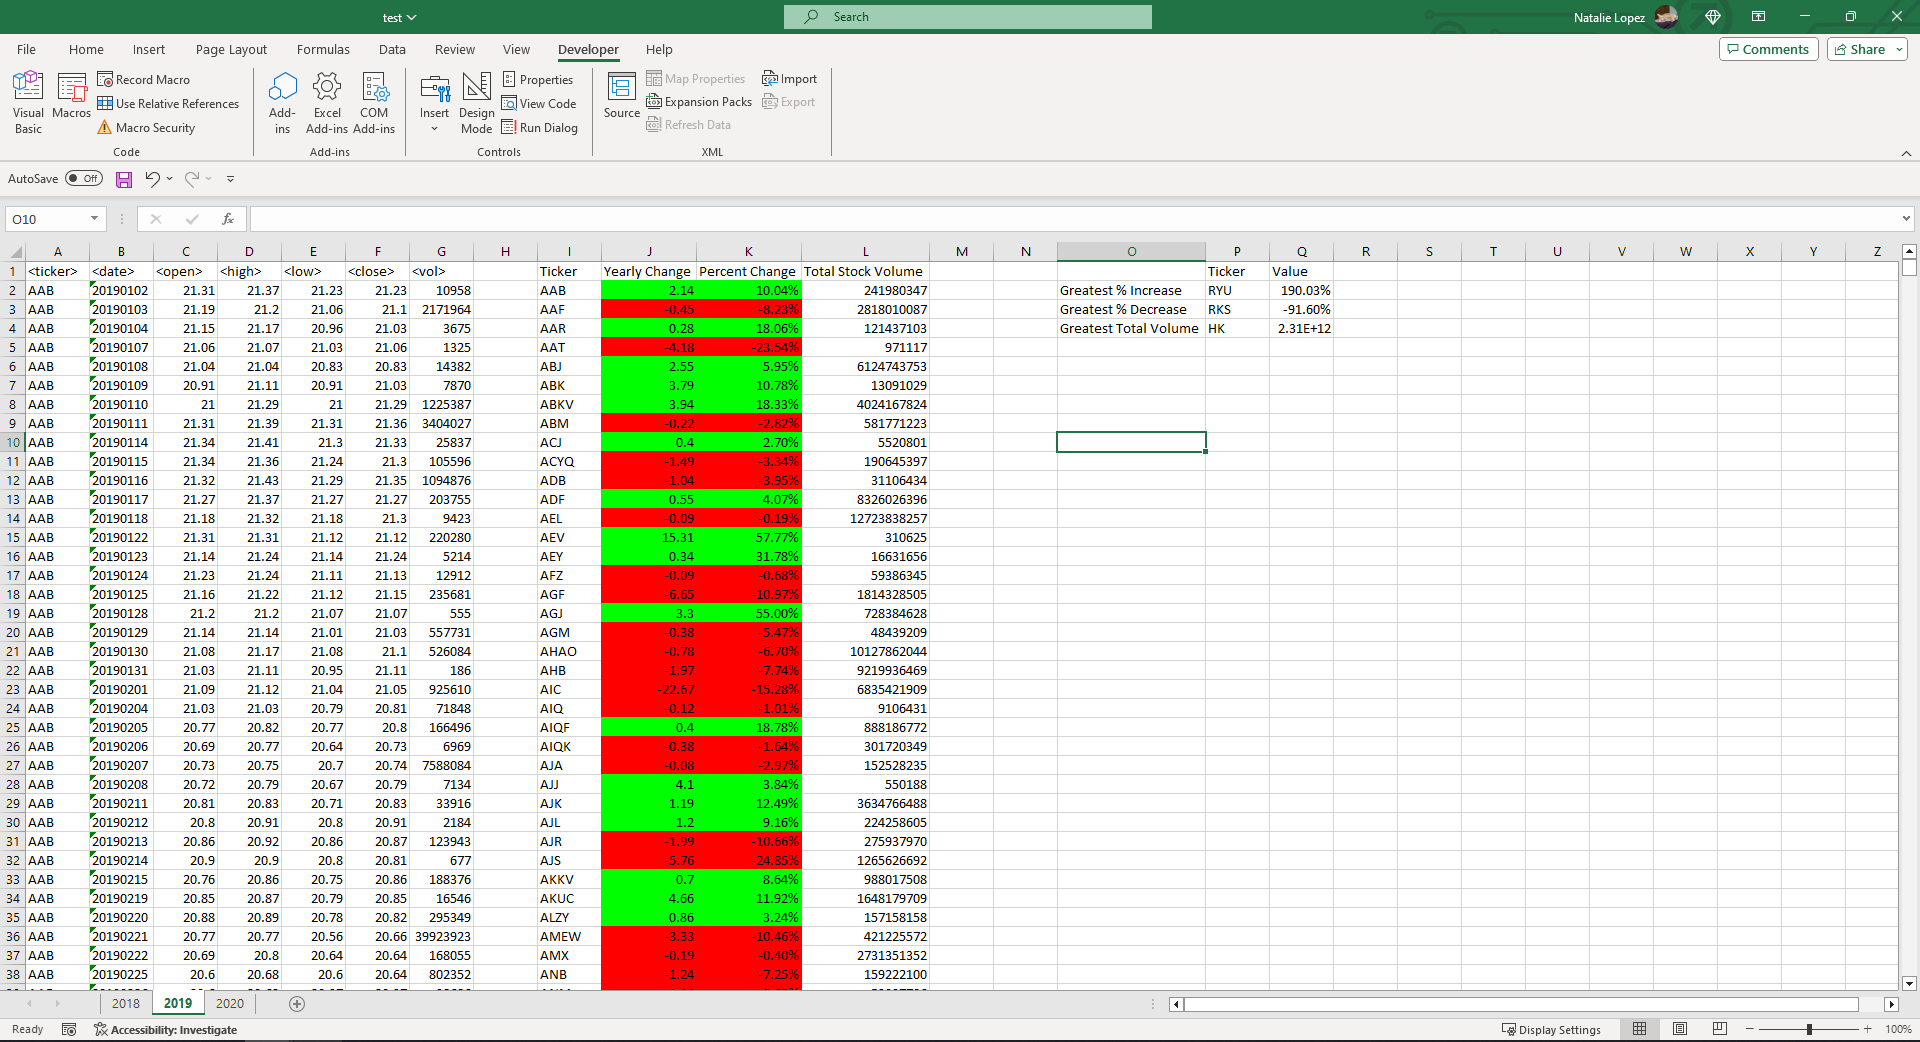 test
Search
Natalie Lopez
File Home Insert Page Layout Formulas Data Review View Developer Help
Comments Share
Visual Basic
Macros
Record Macro
Use Relative References
Macro Security
Code
Add-ins
Excel Add-ins
COM Add-ins
Add-ins
Insert
Design Mode
Properties
View Code
Run Dialog
Controls
Source
Map Properties
Expansion Packs
Refresh Data
Import
Export
XML
AutoSave Off
O10
fx
A B C D E F G H I J K L M N O P Q R S T U V W X Y Z
1 <ticker> <date> <open> <high> <low> <close> <vol> Ticker Yearly Change Percent Change Total Stock Volume Ticker Value
2 AAB 20190102 21.31 21.37 21.23 21.23 10958 AAB 2.14 10.04% 241980347 Greatest % Increase RYU 190.03%
3 AAB 20190103 21.19 21.2 21.06 21.1 2171964 AAF -0.45 -8.23% 2818010087 Greatest % Decrease RKS -91.60%
4 AAB 20190104 21.15 21.17 20.96 21.03 3675 AAR 0.28 18.06% 121437103 Greatest Total Volume HK 2.31E+12
5 AAB 20190107 21.06 21.07 21.03 21.06 1325 AAT -4.18 -23.54% 971117
6 AAB 20190108 21.04 21.04 20.83 20.83 14382 ABJ 2.55 5.95% 6124743753
7 AAB 20190109 20.91 21.11 20.91 21.03 7870 ABK 3.79 10.78% 13091029
8 AAB 20190110 21 21.29 21 21.29 1225387 ABKV 3.94 18.33% 4024167824
9 AAB 20190111 21.31 21.39 21.31 21.36 3404027 ABM -0.22 -2.82% 581771223
10 AAB 20190114 21.34 21.41 21.3 21.33 25837 ACJ 0.4 2.70% 5520801
11 AAB 20190115 21.34 21.36 21.24 21.3 105596 ACYQ -1.49 -3.34% 190645397
12 AAB 20190116 21.32 21.43 21.29 21.35 1094876 ADB -1.04 -3.95% 31106434
13 AAB 20190117 21.27 21.37 21.27 21.27 203755 ADF 0.55 4.07% 8326026396
14 AAB 20190118 21.18 21.32 21.18 21.3 9423 AEL -0.09 -0.19% 12723838257
15 AAB 20190122 21.31 21.31 21.12 21.12 220280 AEV 15.31 57.77% 310625
16 AAB 20190123 21.14 21.24 21.14 21.24 5214 AEY 0.34 31.78% 16631656
17 AAB 20190124 21.23 21.24 21.11 21.13 12912 AFZ -0.09 -0.68% 59386345
18 AAB 20190125 21.16 21.22 21.12 21.15 235681 AGF -6.65 -10.97% 1814328505
19 AAB 20190128 21.2 21.2 21.07 21.07 555 AGJ 3.3 55.00% 728384628
20 AAB 20190129 21.14 21.14 21.01 21.03 557731 AGM -0.38 -5.47% 48439209
21 AAB 20190130 21.08 21.17 21.08 21.1 526084 AHAO -0.78 -6.70% 10127862044
22 AAB 20190131 21.03 21.11 20.95 21.11 186 AHB -1.97 -7.74% 9219936469
23 AAB 20190201 21.09 21.12 21.04 21.05 925610 AIC -22.67 -15.28% 6835421909
24 AAB 20190204 21.03 21.03 20.79 20.81 71848 AIQ -0.12 -1.01% 9106431
25 AAB 20190205 20.77 20.82 20.77 20.8 166496 AIQF 0.4 18.78% 888186772
26 AAB 20190206 20.69 20.77 20.64 20.73 6969 AIQK -0.38 -1.64% 301720349
27 AAB 20190207 20.73 20.75 20.7 20.74 7588084 AJA -0.08 -2.97% 152528235
28 AAB 20190208 20.72 20.79 20.67 20.79 7134 AJJ 4.1 3.84% 550188
29 AAB 20190211 20.81 20.83 20.71 20.83 33916 AJK 1.19 12.49% 3634766488
30 AAB 20190212 20.8 20.91 20.8 20.91 2184 AJL 1.2 9.16% 224258605
31 AAB 20190213 20.86 20.92 20.86 20.87 123943 AJR -1.99 -10.66% 275937970
32 AAB 20190214 20.9 20.9 20.8 20.81 677 AJS -5.76 -24.85% 1265626692
33 AAB 20190215 20.76 20.86 20.75 20.86 188376 AKKV 0.7 8.64% 988017508
34 AAB 20190219 20.85 20.87 20.79 20.85 16546 AKUC 4.66 11.92% 1648179709
35 AAB 20190220 20.88 20.89 20.78 20.82 295349 ALZY 0.86 3.24% 157158158
36 AAB 20190221 20.77 20.77 20.56 20.66 39923923 AMEW -3.33 -10.46% 421225572
37 AAB 20190222 20.69 20.8 20.64 20.64 168055 AMX -0.19 -0.40% 2731351352
38 AAB 20190225 20.6 20.68 20.6 20.64 802352 ANB -1.24 -7.25% 159222100
2018 2019 2020
Ready Accessibility: Investigate Display Settings 100%